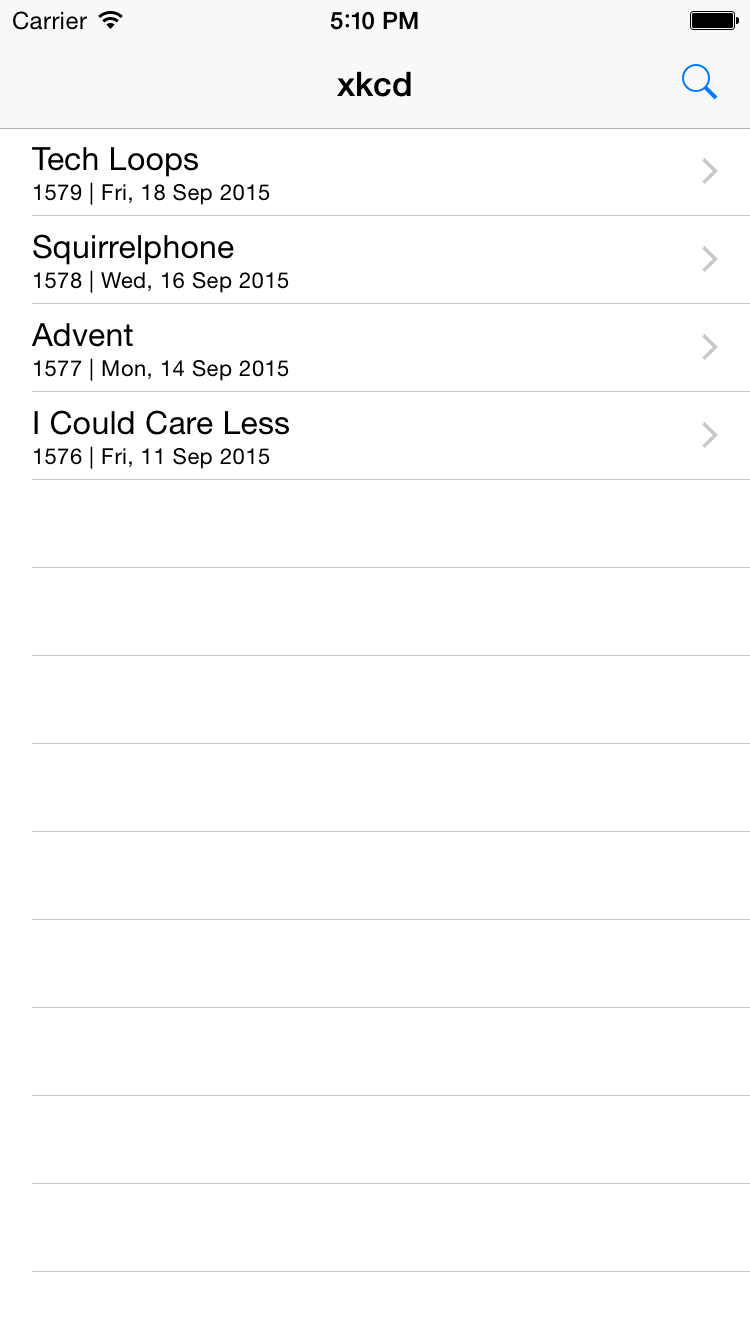 Carrier 5:10 PM
xkcd
Tech Loops
1579 | Fri, 18 Sep 2015
Squirrelphone
1578 | Wed, 16 Sep 2015
Advent
1577 | Mon, 14 Sep 2015
I Could Care Less
1576 | Fri, 11 Sep 2015